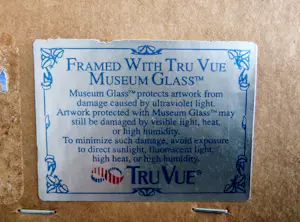 FRAMED WITH TRU VUE
MUSEUM GLASS™
Museum Glass™ protects artwork from
damage caused by ultraviolet light.
Artwork protected with Museum Glass™ may
still be damaged by visible light, heat,
or high humidity.
To minimize such damage, avoid exposure
to direct sunlight, fluorescent light,
high heat, or high humidity.
TRU VUE®